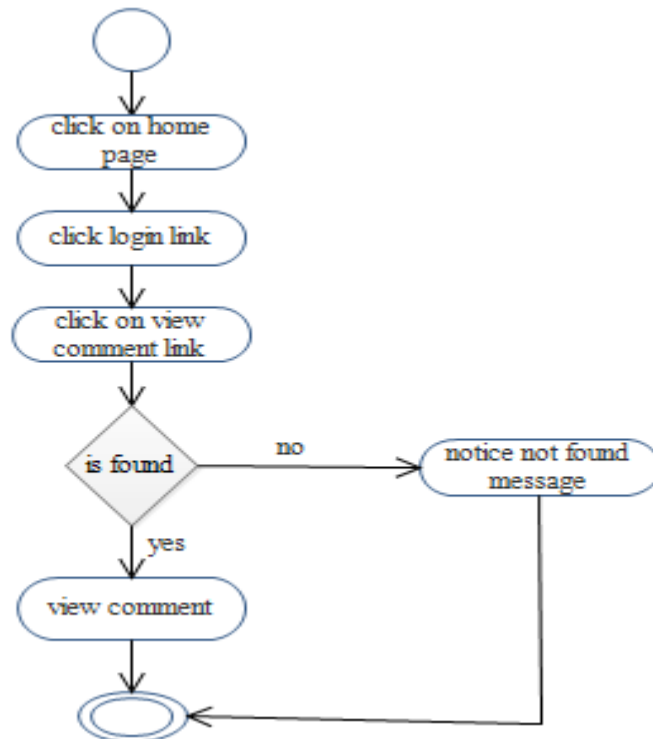 click on home
page
click login link
click on view
comment link
is found
no
notice not found
message
yes
view comment